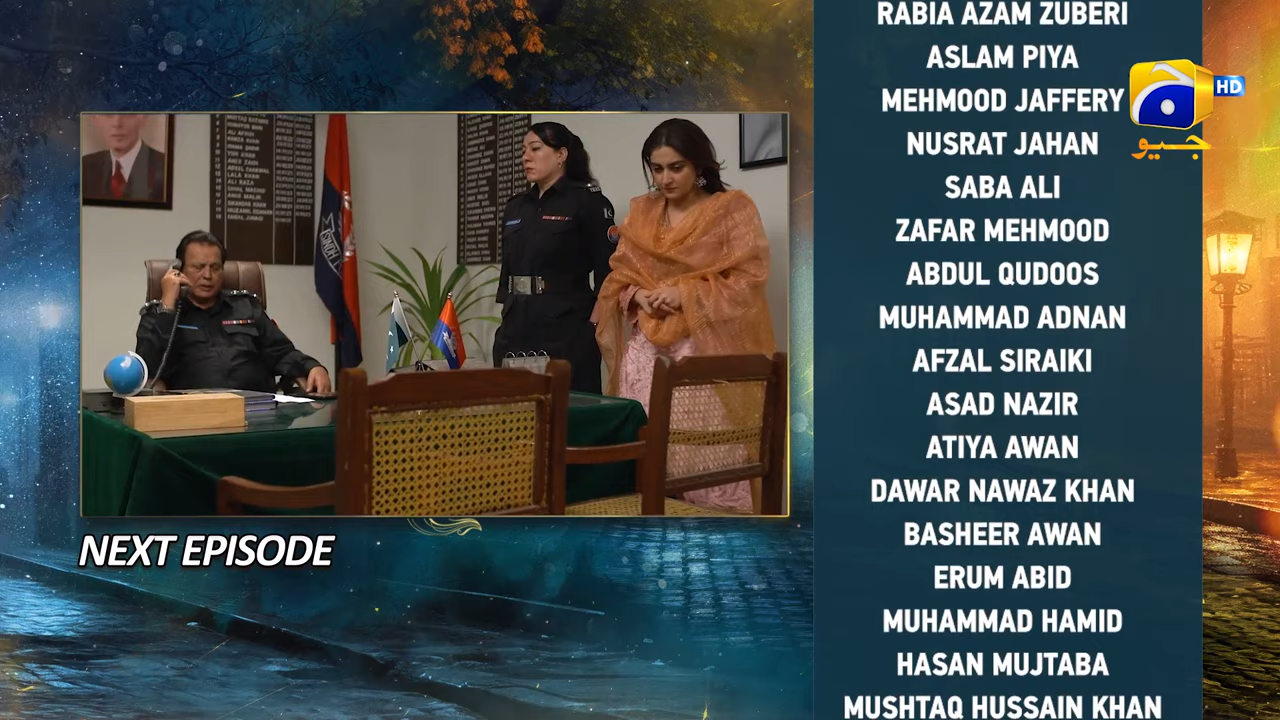 RABIA AZAM ZUBERI
ASLAM PIYA
MEHMOOD JAFFERY
NUSRAT JAHAN
SABA ALI
ZAFAR MEHMOOD
ABDUL QUDOOS
MUHAMMAD ADNAN
AFZAL SIRAIKI
ASAD NAZIR
ATIYA AWAN
DAWAR NAWAZ KHAN
BASHEER AWAN
ERUM ABID
MUHAMMAD HAMID
HASAN MUJTABA
MUSHTAQ HUSSAIN KHAN
HD
جیو
SINDH
NEXT EPISODE